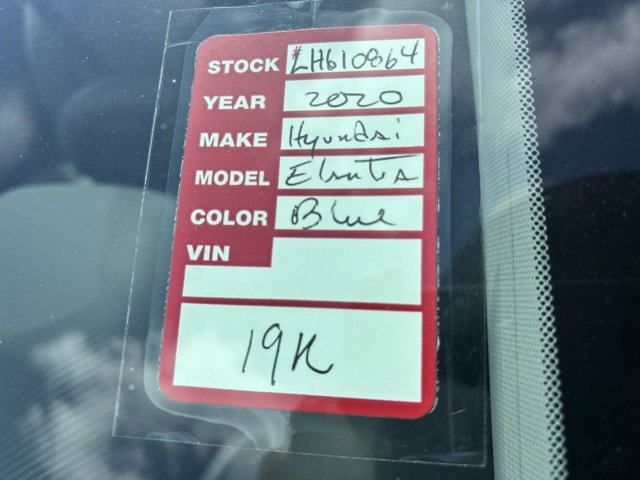 STOCK #LH610864
YEAR 2020
MAKE Hyundai
MODEL Elantra
COLOR Blue
VIN
19K